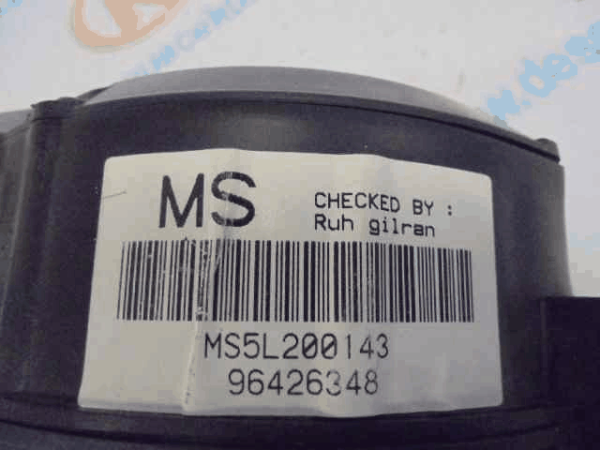 MS
CHECKED BY :
Ruh gilran
MS5L200143
96426348